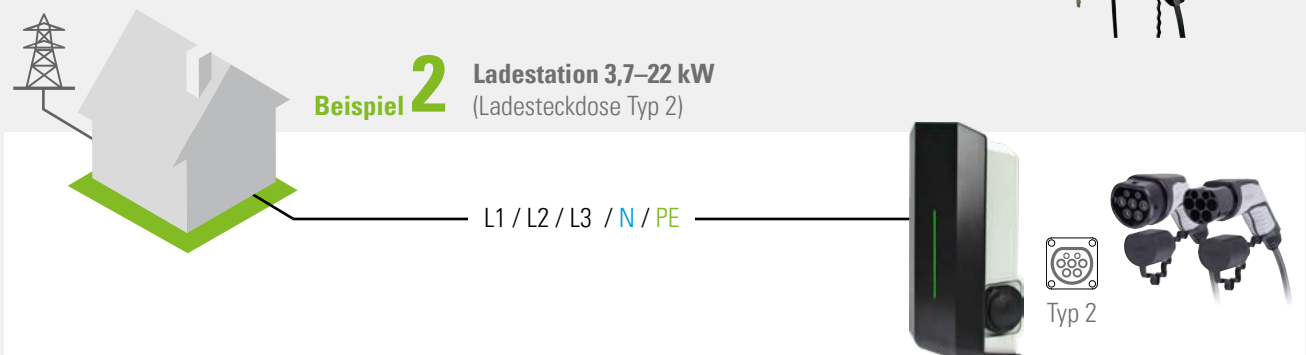 Beispiel 2
Ladestation 3,7–22 kW
(Ladesteckdose Typ 2)
L1 / L2 / L3 / N / PE
Typ 2